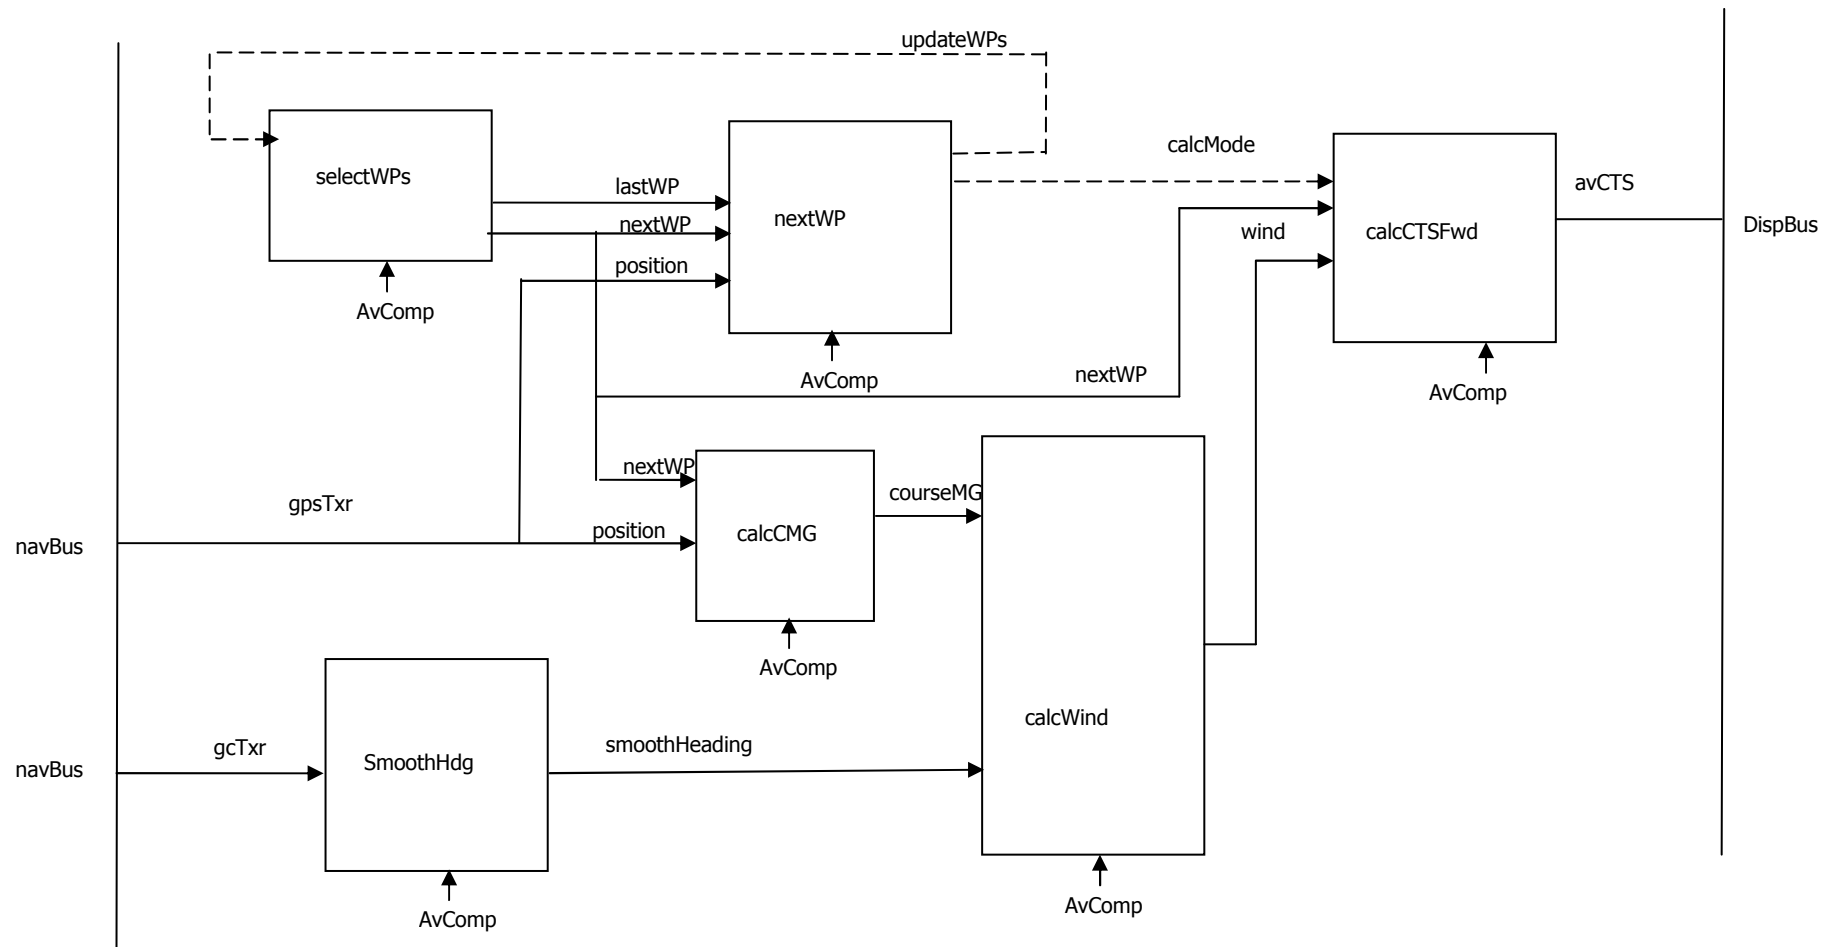 updateWPs
calcMode
selectWPs
lastWP
avCTS
nextWP
nextWP
DispBus
wind
calcCTSFwd
position
AvComp
AvComp
nextWP
AvComp
nextWP
courseMG
gpsTxr
position
calcCMG
navBus
AvComp
calcWind
gcTxr
smoothHeading
SmoothHdg
navBus
AvComp
AvComp